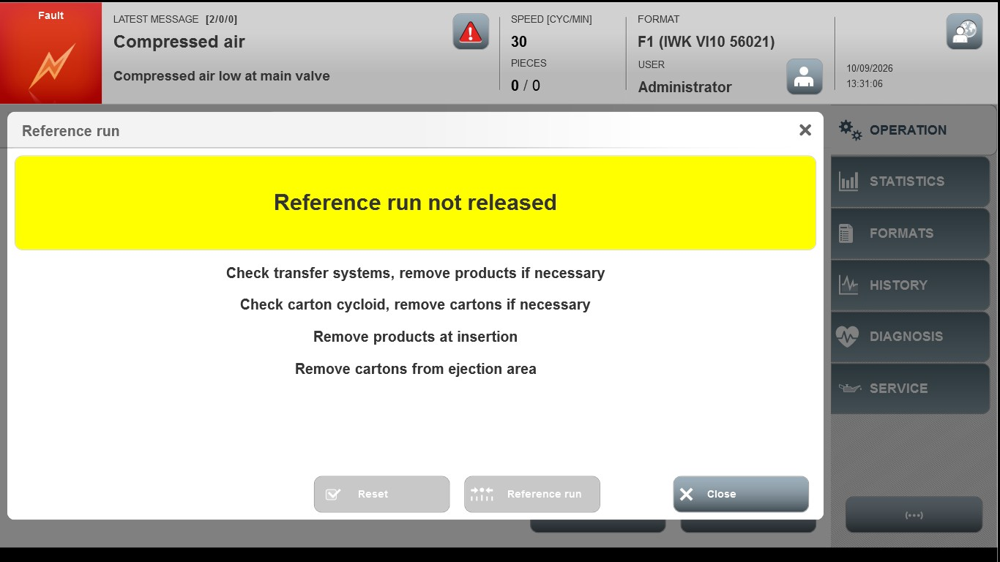 Fault
LATEST MESSAGE [2/0/0]
Compressed air
Compressed air low at main valve
SPEED [CYC/MIN]
30
PIECES
0 / 0
FORMAT
F1 (IWK VI10 56021)
USER
Administrator
10/09/2026
13:31:06
Reference run
Reference run not released
Check transfer systems, remove products if necessary
Check carton cycloid, remove cartons if necessary
Remove products at insertion
Remove cartons from ejection area
Reset
Reference run
Close
OPERATION
STATISTICS
FORMATS
HISTORY
DIAGNOSIS
SERVICE
(•••)